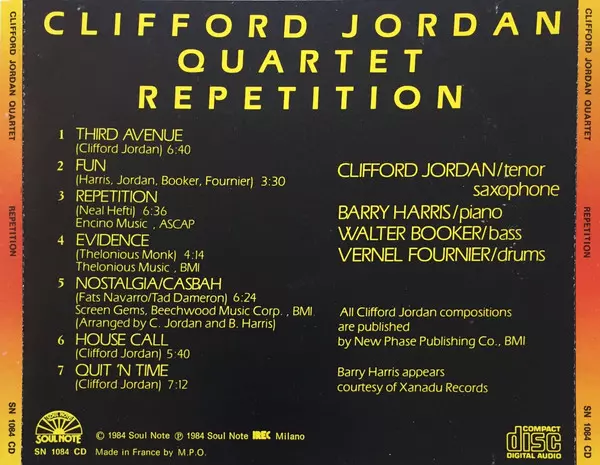 CLIFFORD JORDAN
QUARTET
REPETITION
1 THIRD AVENUE
(Clifford Jordan) 6:40
2 FUN
(Harris, Jordan, Booker, Fournier) 3:30
3 REPETITION
(Neal Hefti) 6:36
Encino Music , ASCAP
4 EVIDENCE
(Thelonious Monk) 4:14
Thelonious Music , BMI
5 NOSTALGIA/CASBAH
(Fats Navarro/Tad Dameron) 6:24
Screen Gems, Beechwood Music Corp. , BMI
(Arranged by C. Jordan and B. Harris)
6 HOUSE CALL
(Clifford Jordan) 5:40
7 QUIT 'N TIME
(Clifford Jordan) 7:12
CLIFFORD JORDAN/tenor
saxophone
BARRY HARRIS/piano
WALTER BOOKER/bass
VERNEL FOURNIER/drums
All Clifford Jordan compositions
are published
by New Phase Publishing Co., BMI
Barry Harris appears
courtesy of Xanadu Records
SOUL NOTE
SN 1084 CD
© 1984 Soul Note ℗ 1984 Soul Note IREC Milano
Made in France by M.P.O.
COMPACT
disc
DIGITAL AUDIO
CLIFFORD JORDAN QUARTET
REPETITION
SN 1084 CD
CLIFFORD JORDAN QUARTET
REPETITION
SN 1084 CD